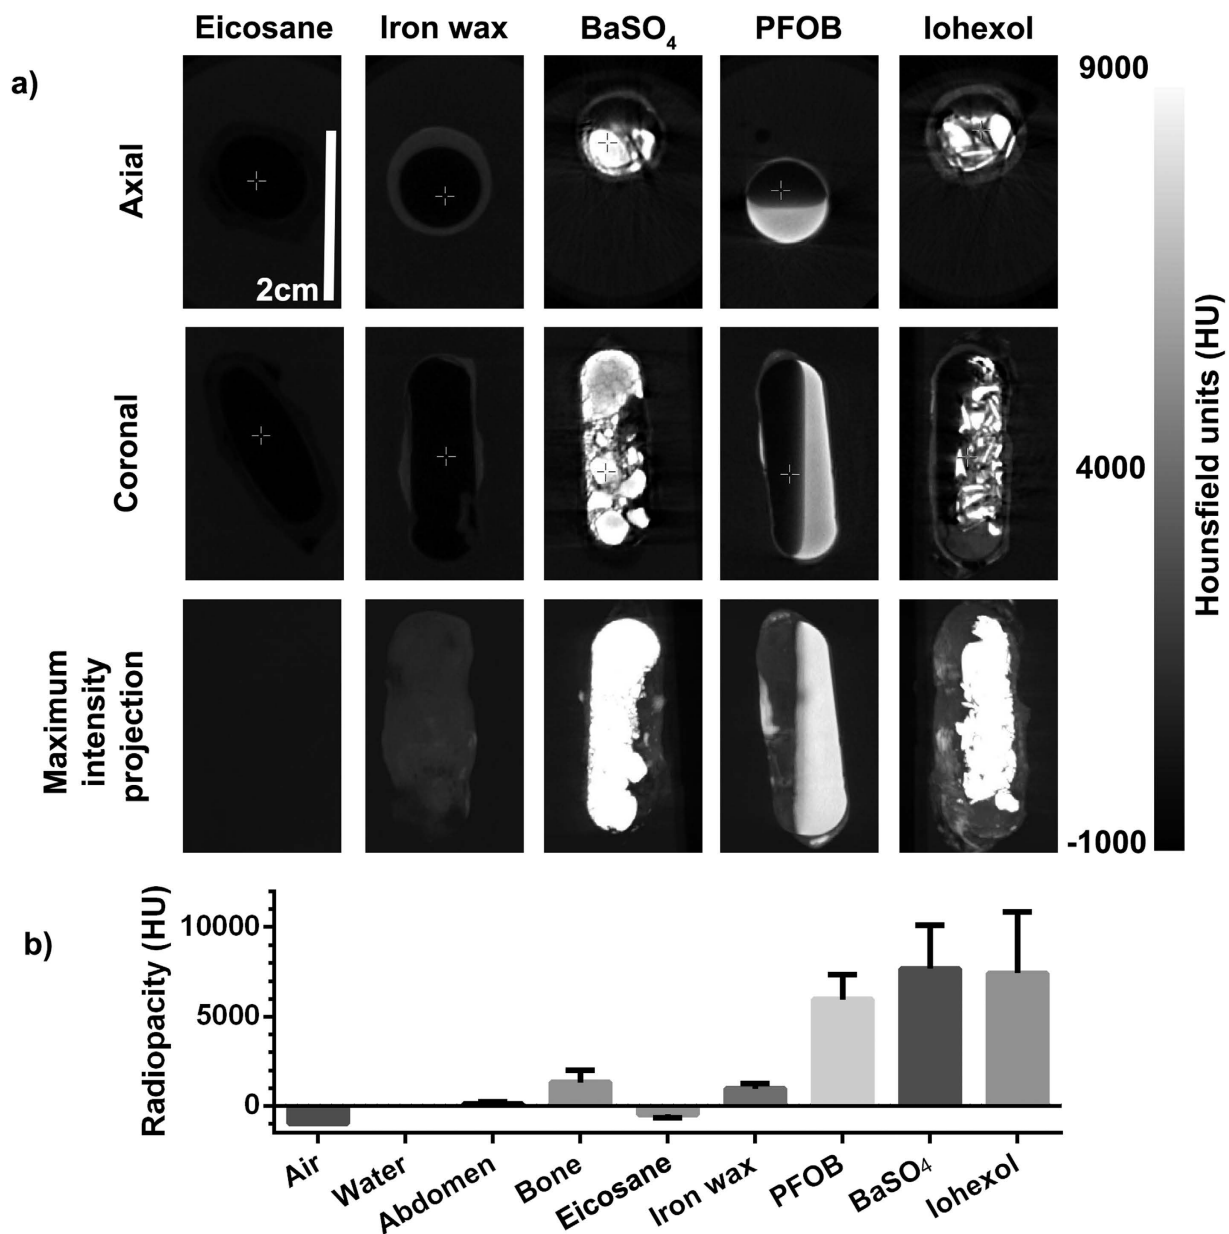 Eicosane Iron wax BaSO₄ PFOB Iohexol
a)
9000
Axial
2cm
Coronal
4000
Hounsfield units (HU)
Maximum
intensity
projection
-1000
b)
Radiopacity (HU)
10000
5000
0
Air Water Abdomen Bone Eicosane Iron wax PFOB BaSO₄ Iohexol